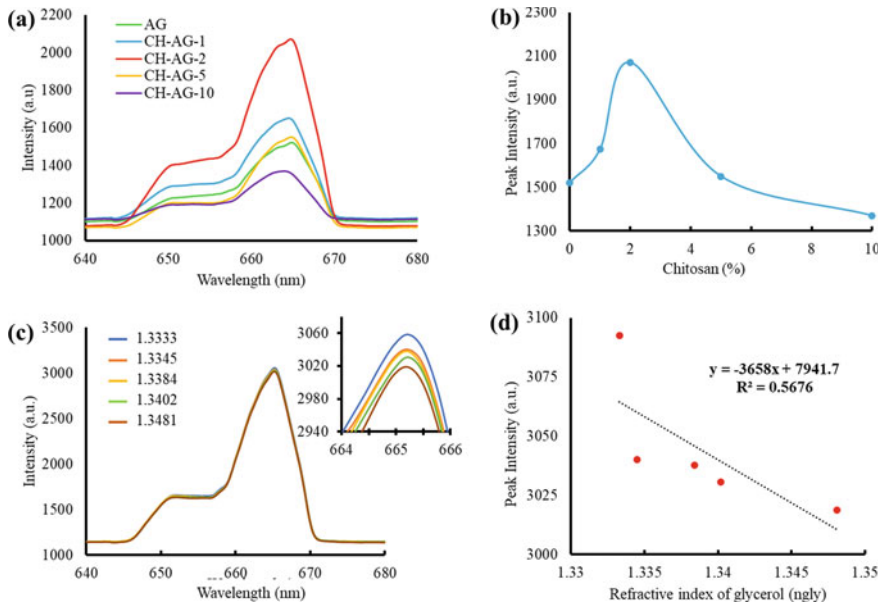 (a)
AG
CH-AG-1
CH-AG-2
CH-AG-5
CH-AG-10
Intensity (a.u)
2200
2000
1800
1600
1400
1200
1000
640 650 660 670 680
Wavelength (nm)
(b)
Peak Intensity (a.u.)
2300
2100
1900
1700
1500
1300
0 2 4 6 8 10
Chitosan (%)
(c)
1.3333
1.3345
1.3384
1.3402
1.3481
Intensity (a.u.)
3500
3000
2500
2000
1500
1000
640 650 660 670 680
Wavelength (nm)
3060
3020
2980
2940
664 665 666
(d)
y = -3658x + 7941.7
R² = 0.5676
Peak Intensity (a.u.)
3100
3075
3050
3025
3000
1.33 1.335 1.34 1.345 1.35
Refractive index of glycerol (ngly)